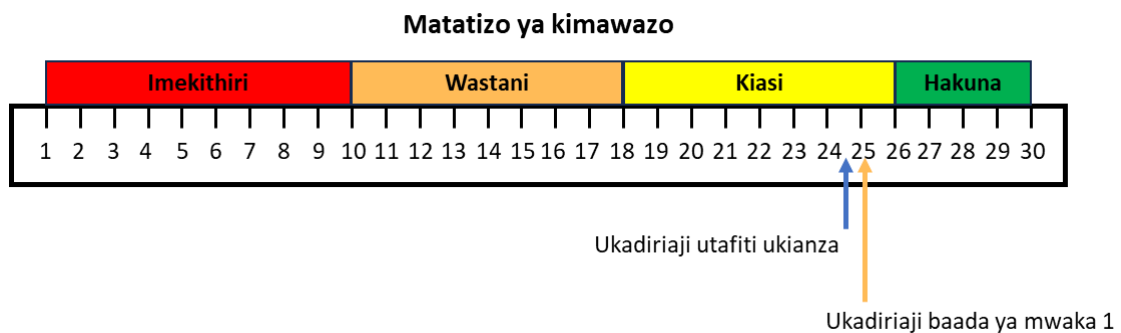 Matatizo ya kimawazo
Imekithiri Wastani Kiasi Hakuna
1 2 3 4 5 6 7 8 9 10 11 12 13 14 15 16 17 18 19 20 21 22 23 24 25 26 27 28 29 30
Ukadiriaji utafiti ukianza
Ukadiriaji baada ya mwaka 1